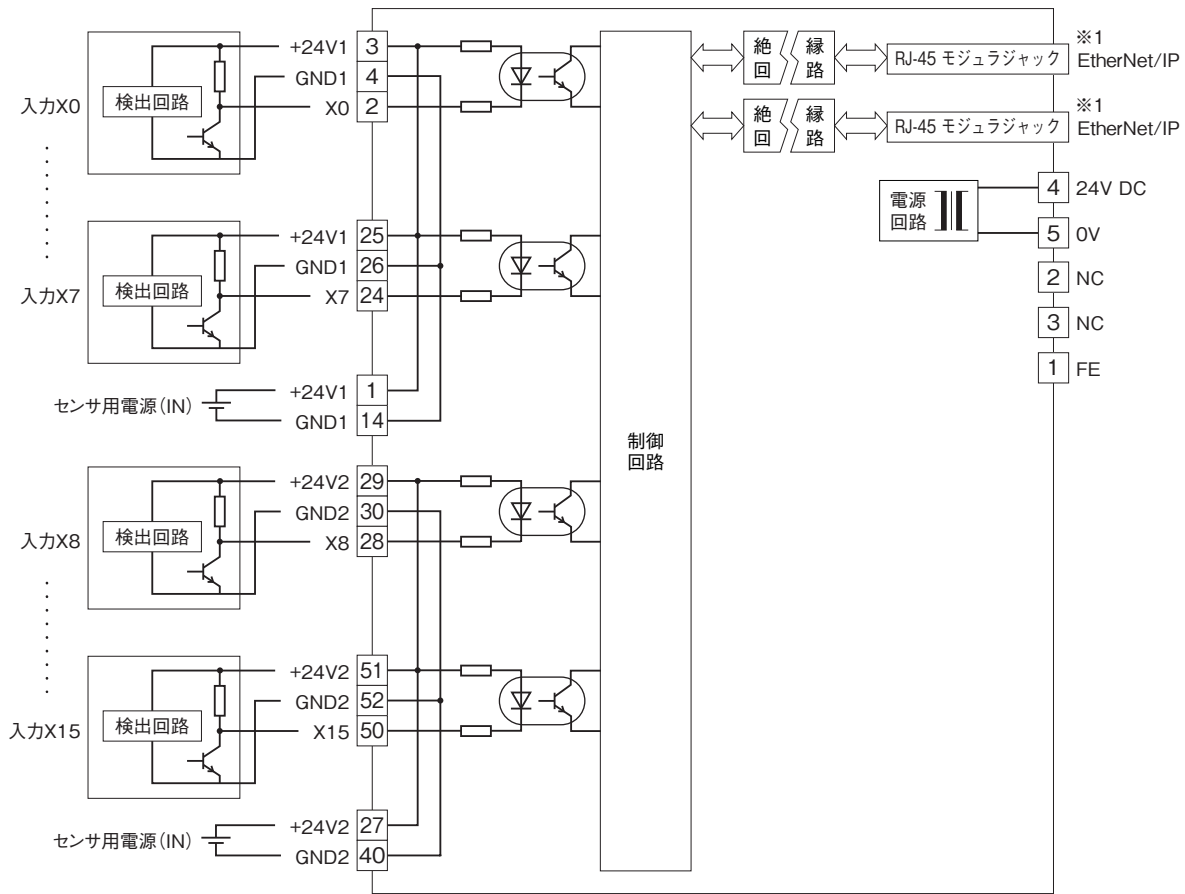 入力X0
検出回路
+24V1 3
GND1 4
X0 2
入力X7
検出回路
+24V1 25
GND1 26
X7 24
センサ用電源(IN)
+24V1 1
GND1 14
入力X8
検出回路
+24V2 29
GND2 30
X8 28
入力X15
検出回路
+24V2 51
GND2 52
X15 50
センサ用電源(IN)
+24V2 27
GND2 40
制御
回路
絶 縁
回 路
RJ-45 モジュラジャック
※1
EtherNet/IP
絶 縁
回 路
RJ-45 モジュラジャック
※1
EtherNet/IP
電源
回路
4 24V DC
5 0V
2 NC
3 NC
1 FE